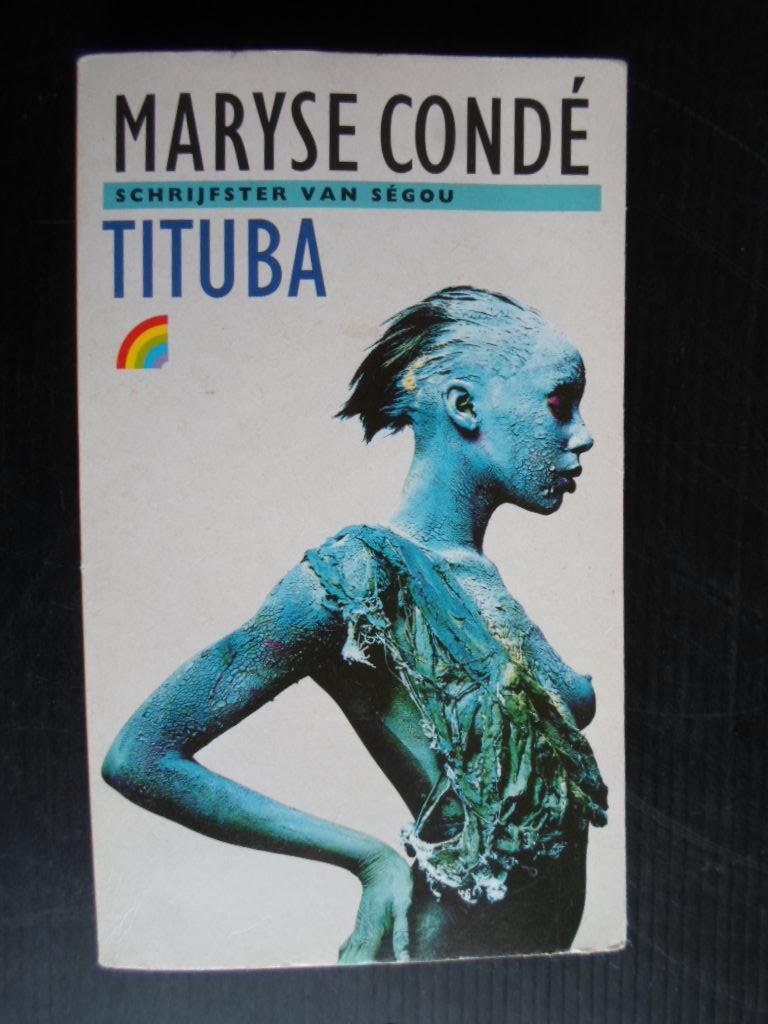 MARYSE CONDÉ
SCHRIJFSTER VAN SÉGOU
TITUBA